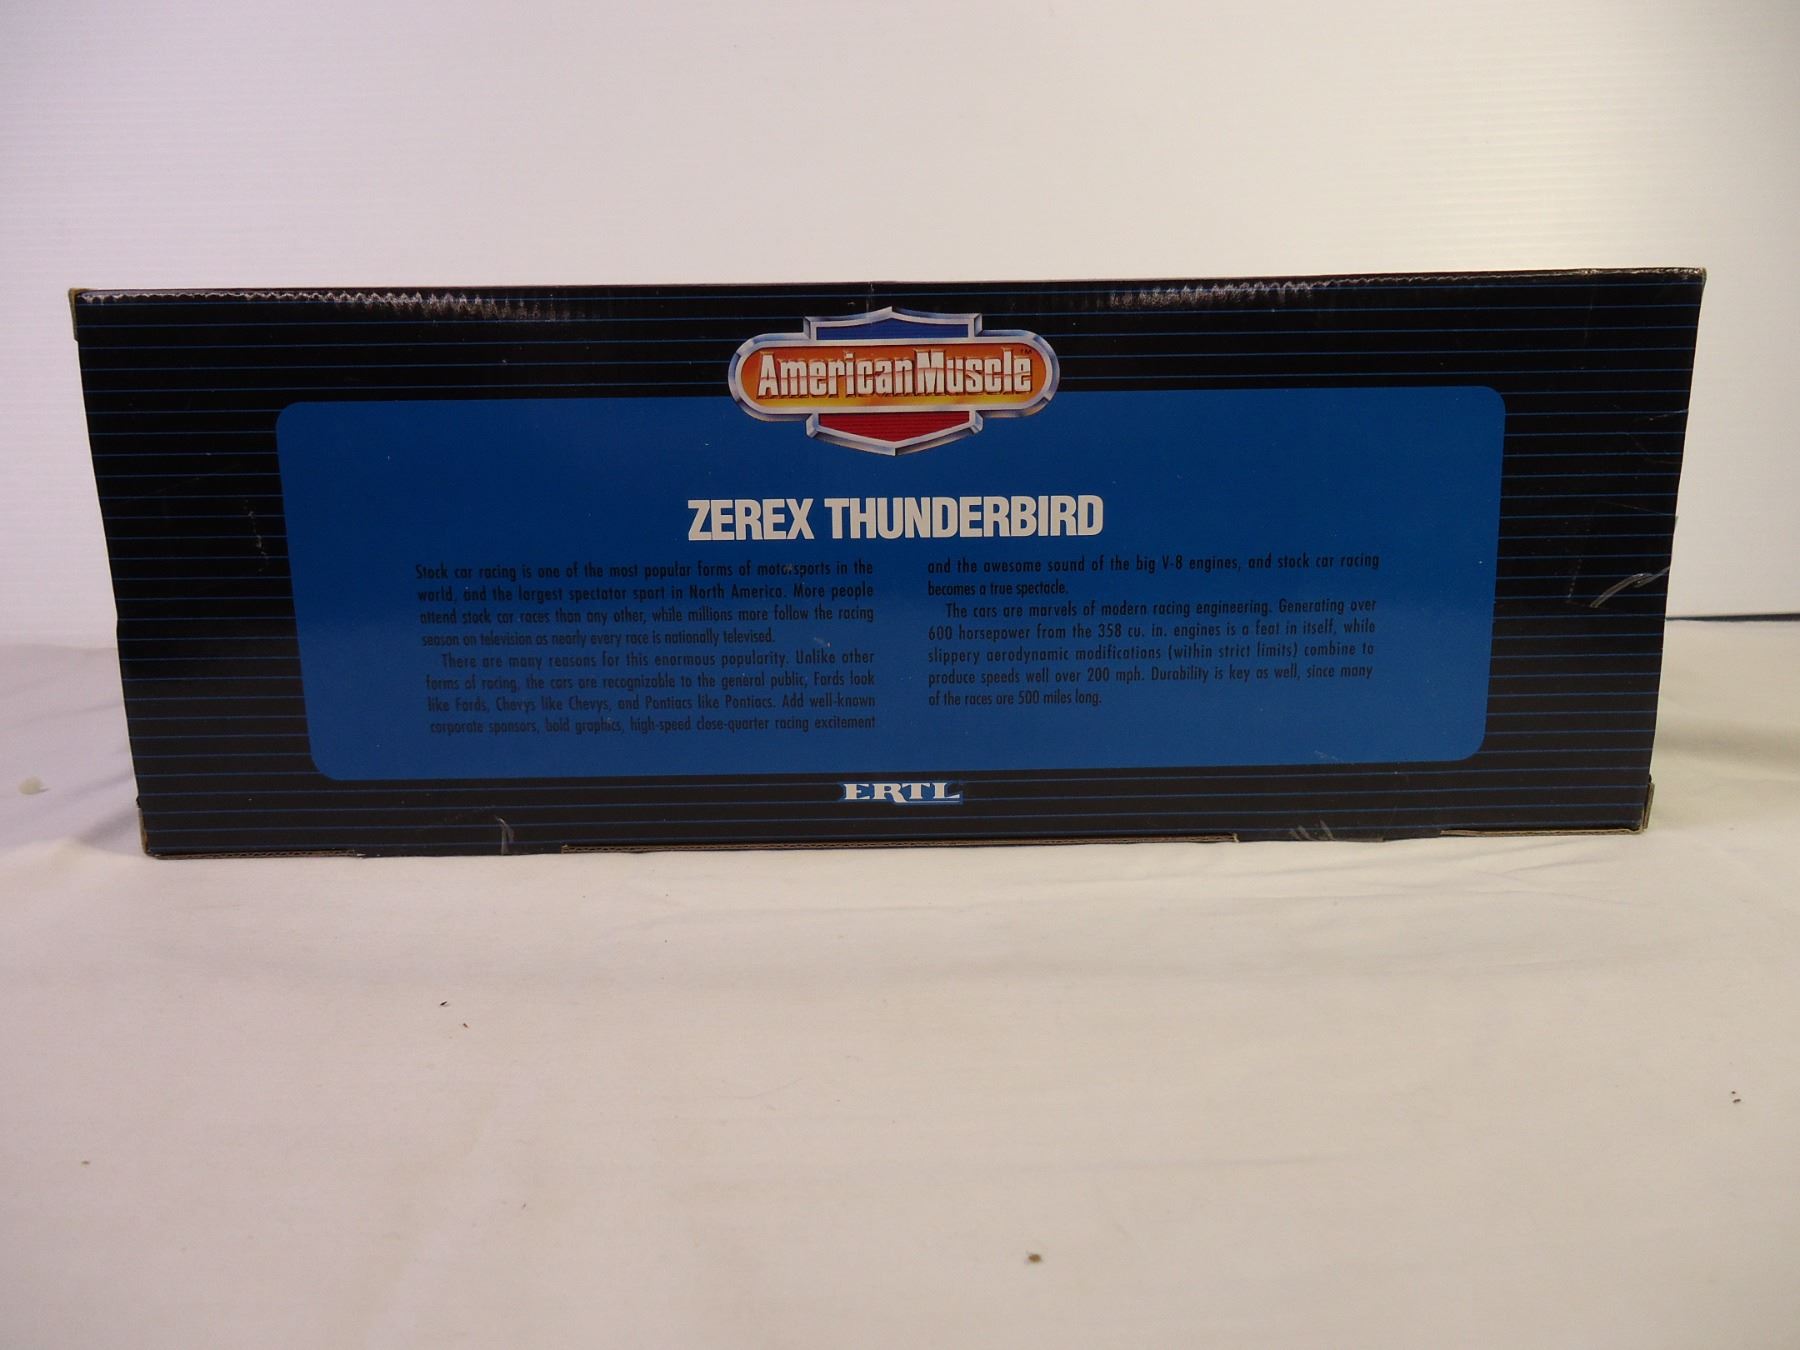 American Muscle™
ZEREX THUNDERBIRD
Stock car racing is one of the most popular forms of motorsports in the
world, and the largest spectator sport in North America. More people
attend stock car races than any other, while millions more follow the racing
season on television as nearly every race is nationally televised.
There are many reasons for this enormous popularity. Unlike other
forms of racing, the cars are recognizable to the general public, Fords look
like Fords, Chevys like Chevys, and Pontiacs like Pontiacs. Add well-known
corporate sponsors, bold graphics, high-speed close-quarter racing excitement
and the awesome sound of the big V-8 engines, and stock car racing
becomes a true spectacle.
The cars are marvels of modern racing engineering. Generating over
600 horsepower from the 358 cu. in. engines is a feat in itself, while
slippery aerodynamic modifications (within strict limits) combine to
produce speeds well over 200 mph. Durability is key as well, since many
of the races are 500 miles long.
ERTL